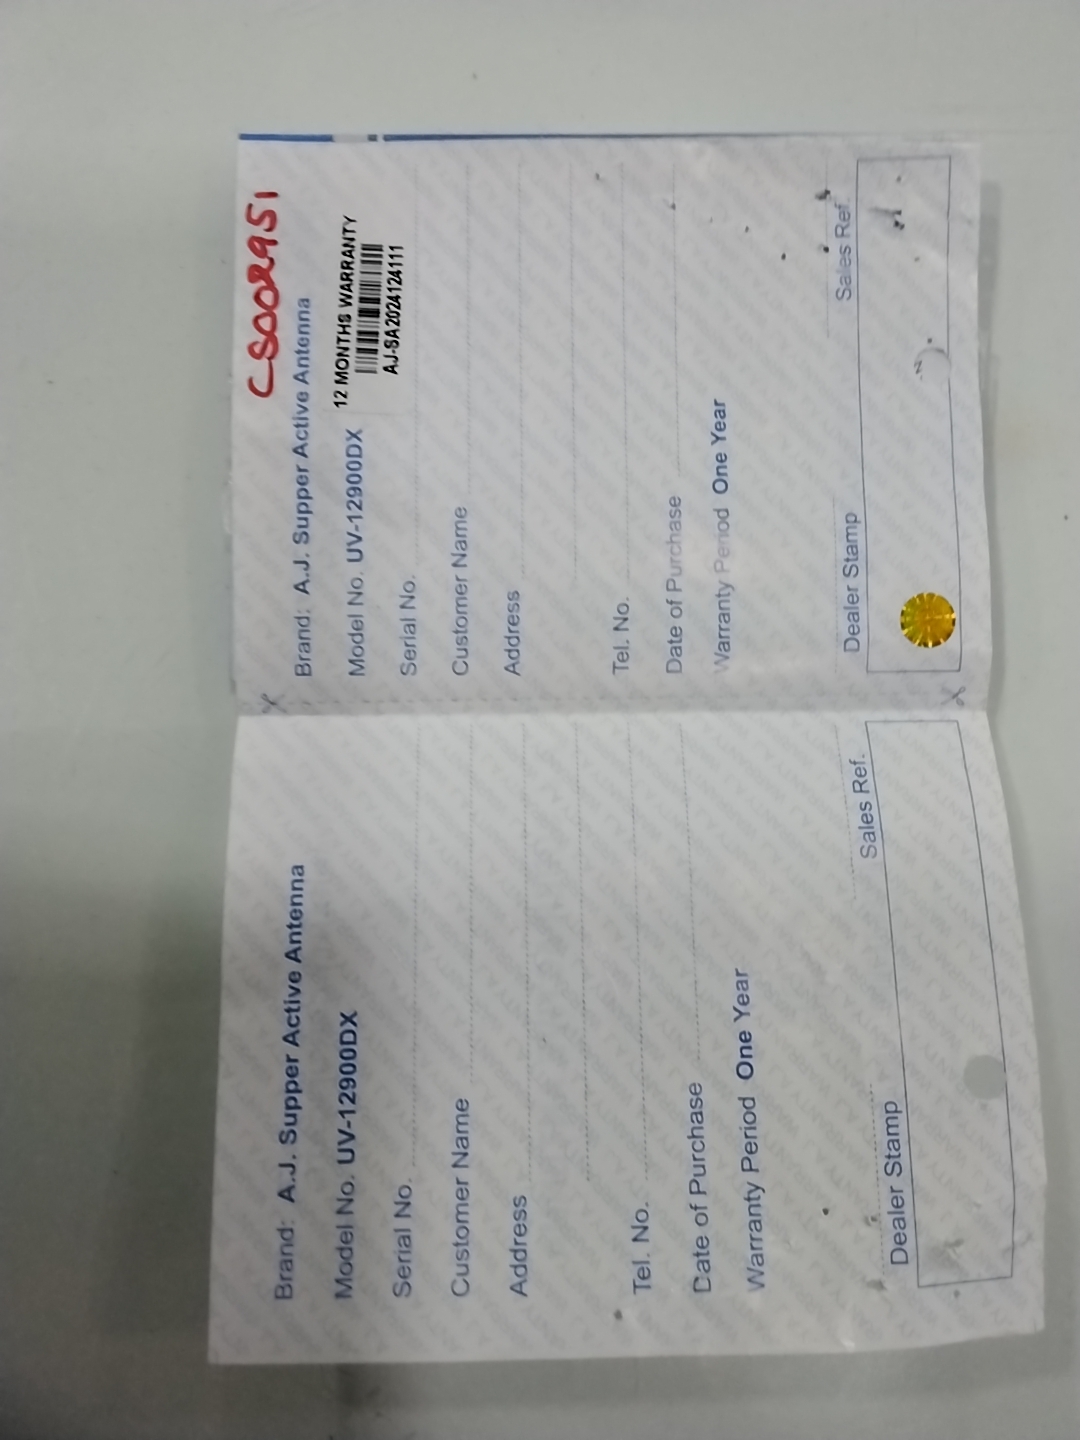 Brand: A.J. Supper Active Antenna
Model No. UV-12900DX
Serial No.
Customer Name
Address
Tel. No.
Date of Purchase
Warranty Period One Year
Dealer Stamp
Sales Ref.
CS002951
Brand: A.J. Supper Active Antenna
Model No. UV-12900DX
12 MONTHS WARRANTY
AJ-SA2024124111
Serial No.
Customer Name
Address
Tel. No.
Date of Purchase
Warranty Period One Year
Dealer Stamp
Sales Ref.